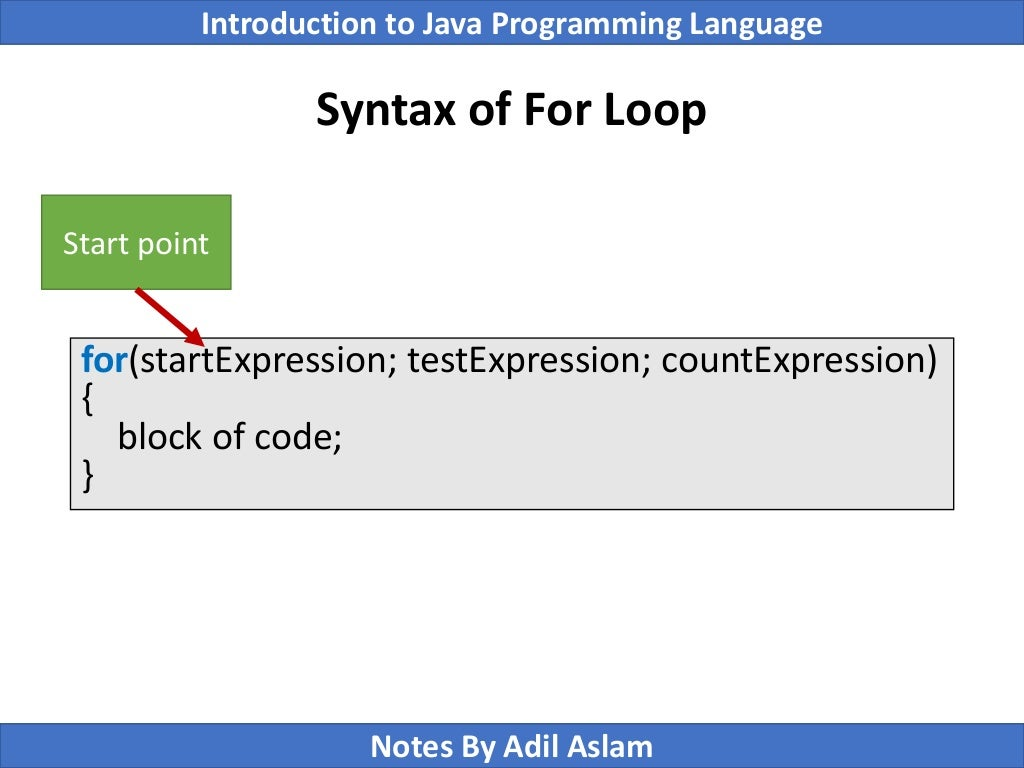 Introduction to Java Programming Language
Syntax of For Loop
Start point
for(startExpression; testExpression; countExpression)
{
block of code;
}
Notes By Adil Aslam